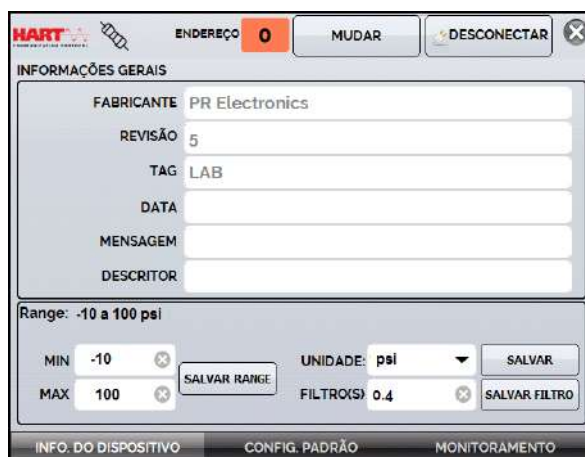 HART ENDEREÇO 0 MUDAR DESCONECTAR
INFORMAÇÕES GERAIS
FABRICANTE PR Electronics
REVISÃO 5
TAG LAB
DATA
MENSAGEM
DESCRITOR
Range: -10 a 100 psi
MIN -10 SALVAR RANGE UNIDADE: psi SALVAR
MAX 100 FILTRO(S) 0.4 SALVAR FILTRO
INFO. DO DISPOSITIVO CONFIG. PADRÃO MONITORAMENTO